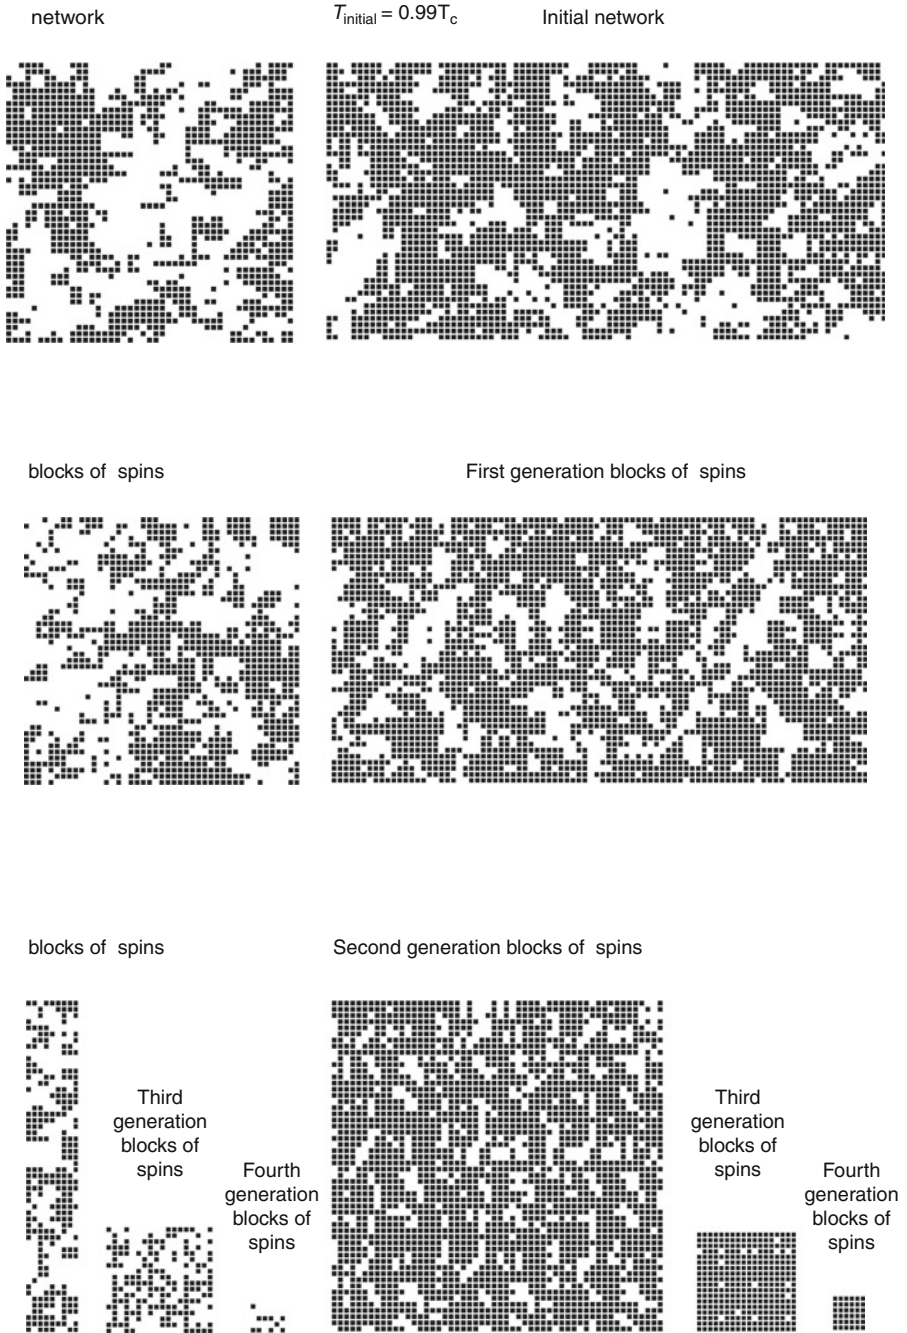 network
T initial = 0.99Tc
Initial network
blocks of spins
First generation blocks of spins
blocks of spins
Second generation blocks of spins
Third
generation
blocks of
spins
Fourth
generation
blocks of
spins
Third
generation
blocks of
spins
Fourth
generation
blocks of
spins